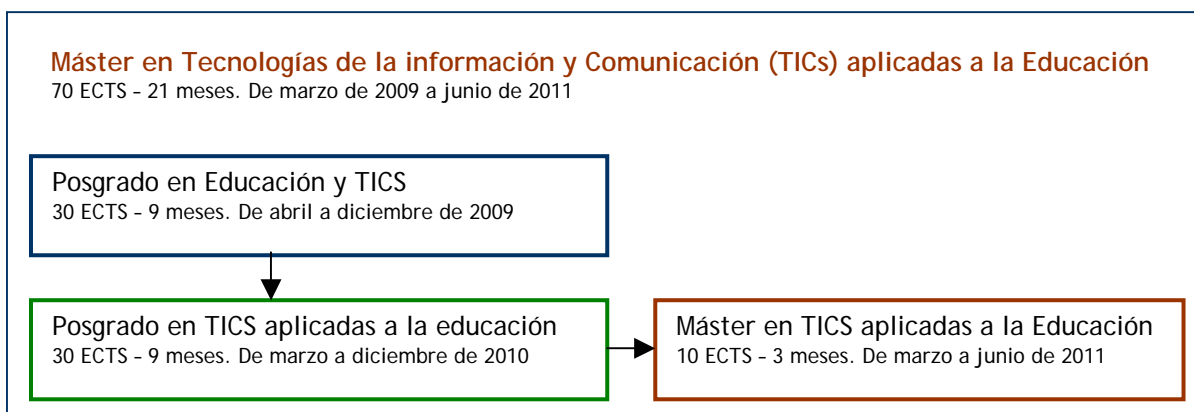 Máster en Tecnologías de la información y Comunicación (TICs) aplicadas a la Educación
70 ECTS – 21 meses. De marzo de 2009 a junio de 2011
Posgrado en Educación y TICS
30 ECTS – 9 meses. De abril a diciembre de 2009
Posgrado en TICS aplicadas a la educación
30 ECTS – 9 meses. De marzo a diciembre de 2010
Máster en TICS aplicadas a la Educación
10 ECTS – 3 meses. De marzo a junio de 2011